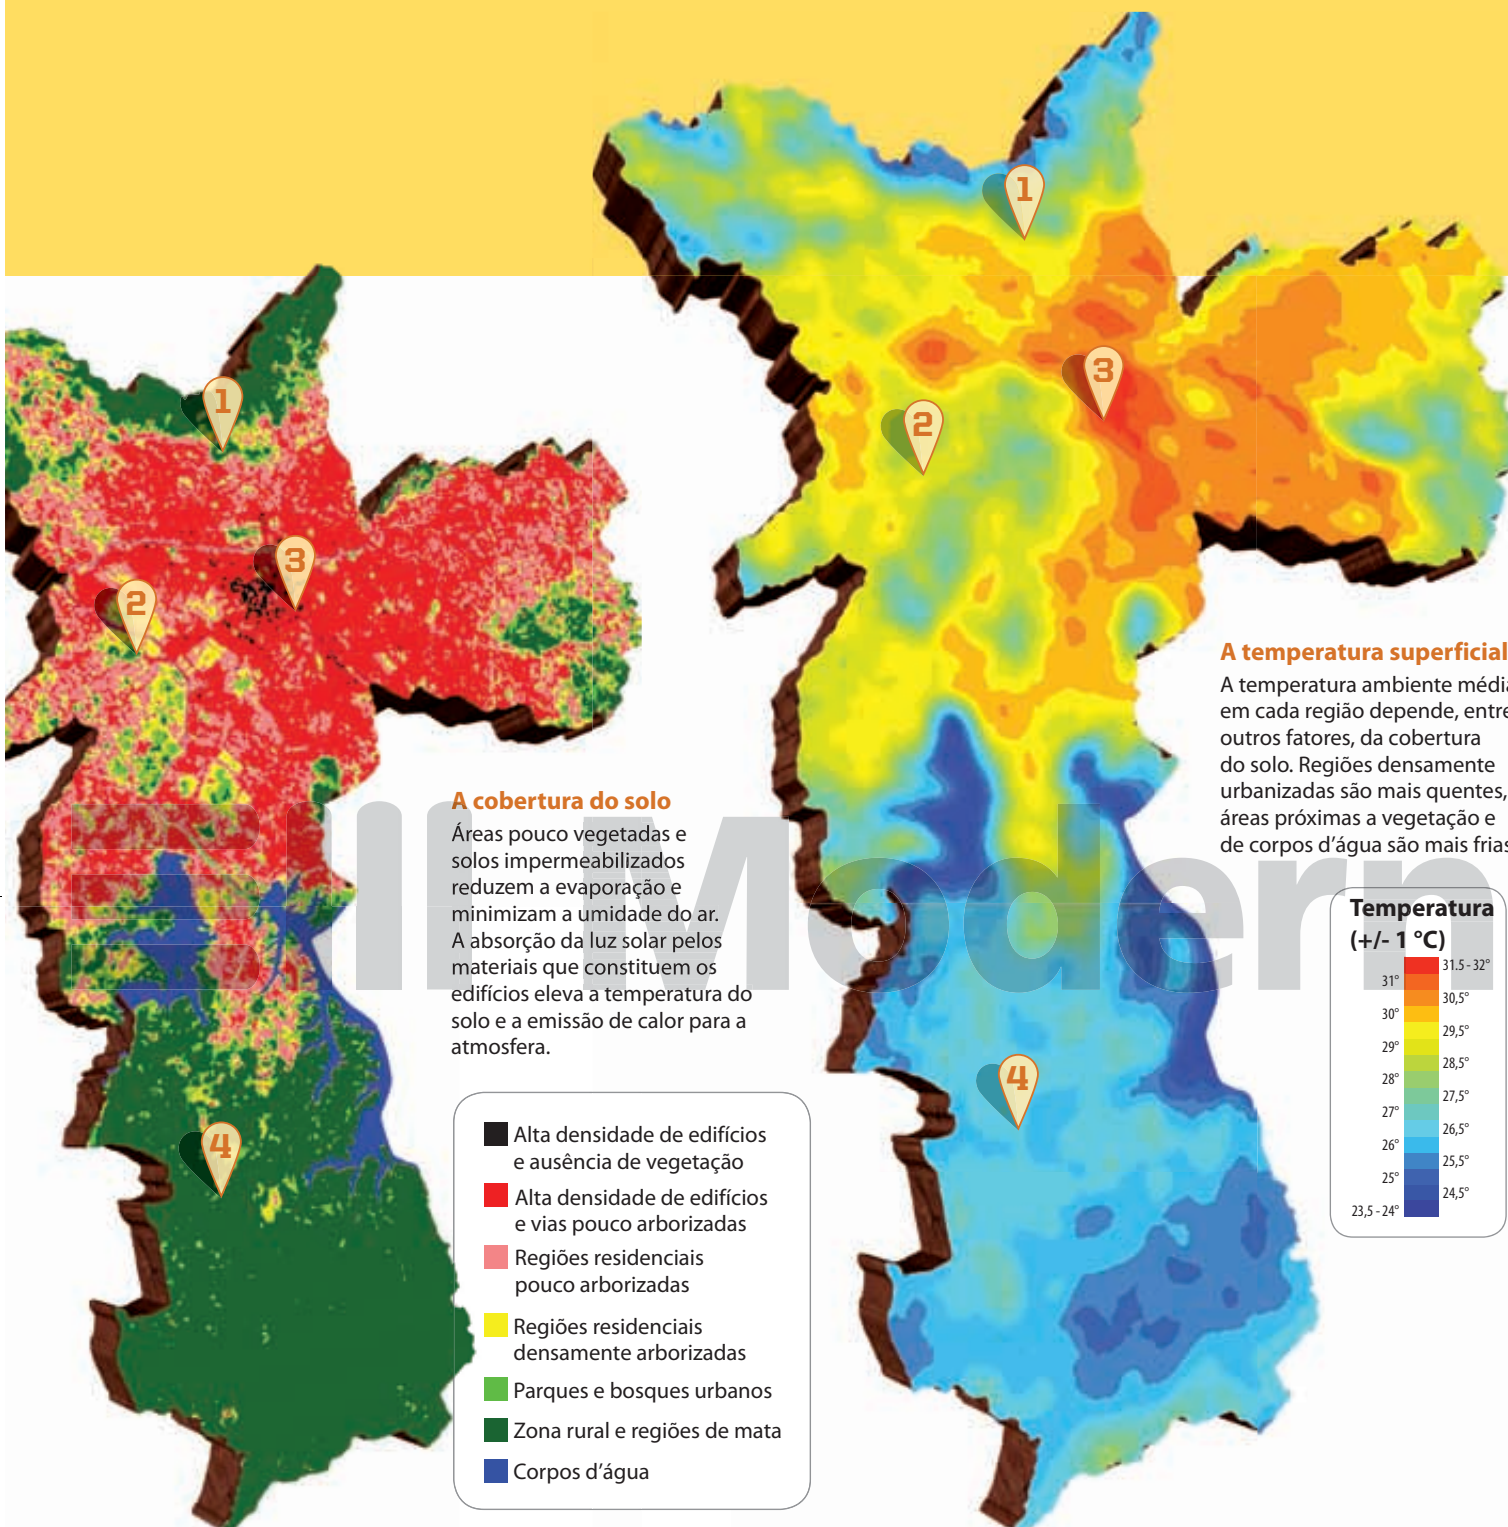 1
2
3
4
1
2
3
4
A cobertura do solo
Áreas pouco vegetadas e
solos impermeabilizados
reduzem a evaporação e
minimizam a umidade do ar.
A absorção da luz solar pelos
materiais que constituem os
edifícios eleva a temperatura do
solo e a emissão de calor para a
atmosfera.
Alta densidade de edifícios
e ausência de vegetação
Alta densidade de edifícios
e vias pouco arborizadas
Regiões residenciais
pouco arborizadas
Regiões residenciais
densamente arborizadas
Parques e bosques urbanos
Zona rural e regiões de mata
Corpos d'água
A temperatura superficial
A temperatura ambiente média
em cada região depende, entre
outros fatores, da cobertura
do solo. Regiões densamente
urbanizadas são mais quentes,
áreas próximas a vegetação e
de corpos d'água são mais frias
Temperatura
(+/- 1 °C)
31.5 - 32°
31°
30,5°
30°
29,5°
29°
28,5°
28°
27,5°
27°
26,5°
26°
25,5°
25°
24,5°
23,5 - 24°
Modern